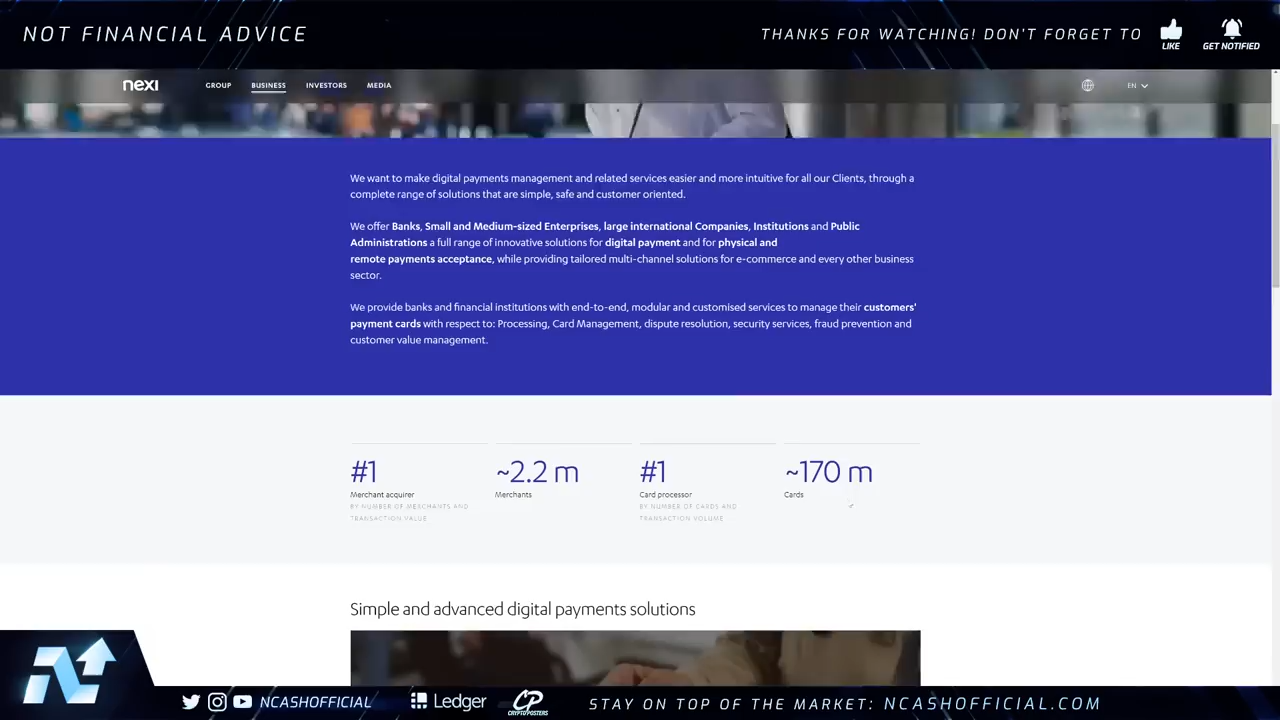 NOT FINANCIAL ADVICE
THANKS FOR WATCHING! DON'T FORGET TO
LIKE
GET NOTIFIED
nexi
GROUP
BUSINESS
INVESTORS
MEDIA
EN
We want to make digital payments management and related services easier and more intuitive for all our Clients, through a
complete range of solutions that are simple, safe and customer oriented.
We offer Banks, Small and Medium-sized Enterprises, large international Companies, Institutions and Public
Administrations a full range of innovative solutions for digital payment and for physical and
remote payments acceptance, while providing tailored multi-channel solutions for e-commerce and every other business
sector.
We provide banks and financial institutions with end-to-end, modular and customised services to manage their customers'
payment cards with respect to: Processing, Card Management, dispute resolution, security services, fraud prevention and
customer value management.
#1
Merchant acquirer
BY NUMBER OF MERCHANTS AND
TRANSACTION VALUE
~2.2 m
Merchants
#1
Card processor
BY NUMBER OF CARDS AND
TRANSACTION VOLUME
~170 m
Cards
Simple and advanced digital payments solutions
NCASHOFFICIAL
Ledger
CP
CRYPTOPOSTERS
STAY ON TOP OF THE MARKET: NCASHOFFICIAL.COM